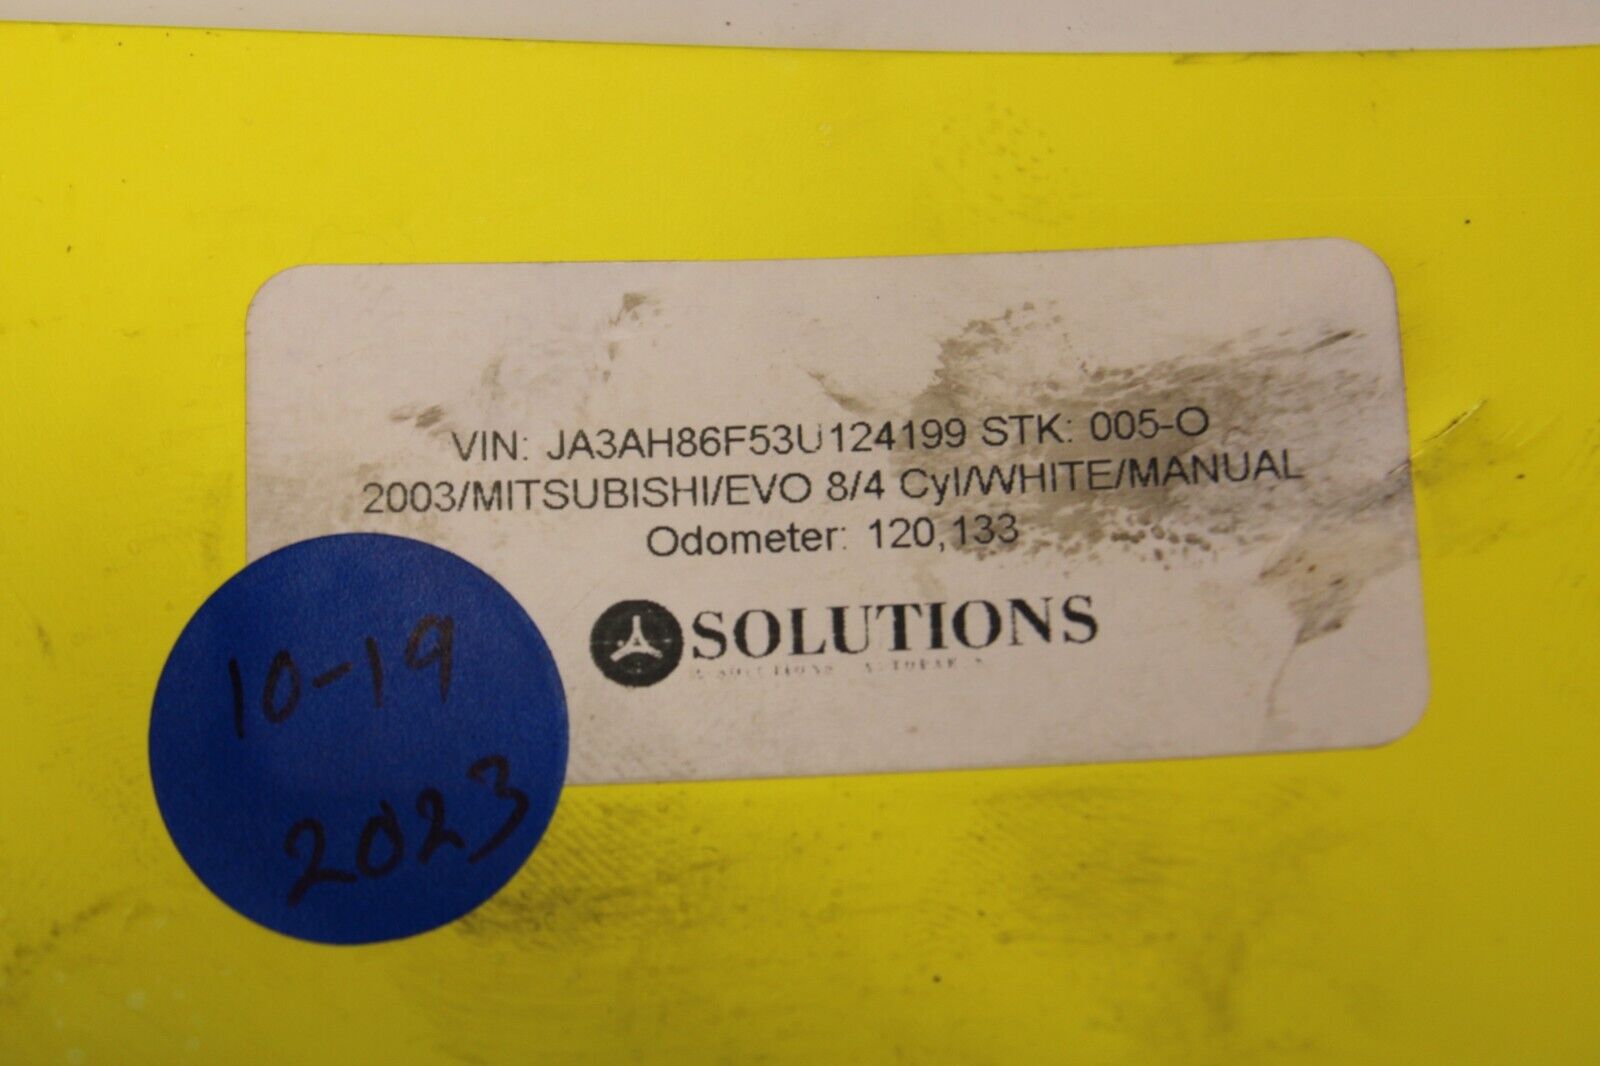 VIN: JA3AH86F53U124199 STK: 005-O
2003/MITSUBISHI/EVO 8/4 Cyl/WHITE/MANUAL
Odometer: 120,133
SOLUTIONS
SOLUTIONS
10-19
2023